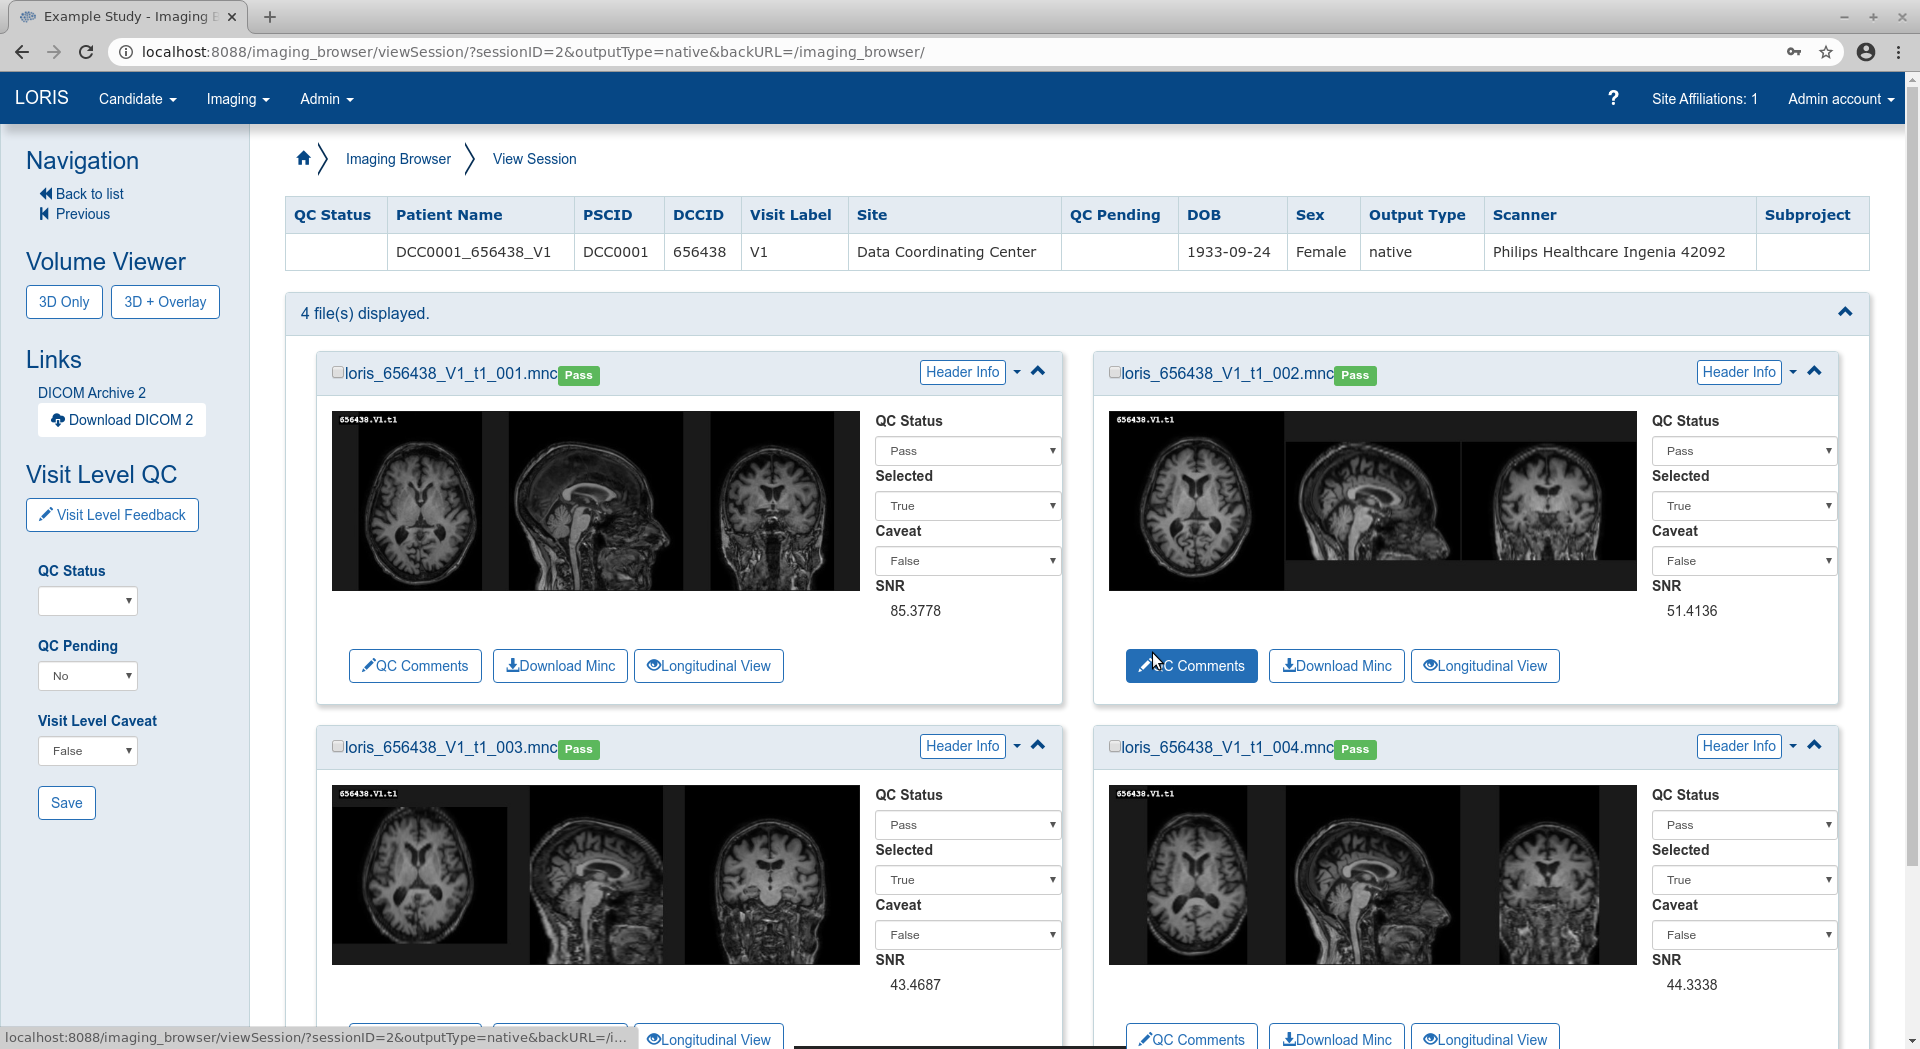 Example Study - Imaging B
localhost:8088/imaging_browser/viewSession/?sessionID=2&outputType=native&backURL=/imaging_browser/
LORIS Candidate Imaging Admin ? Site Affiliations: 1 Admin account
Navigation
Back to list
Previous
Volume Viewer
3D Only 3D + Overlay
Links
DICOM Archive 2
Download DICOM 2
Visit Level QC
Visit Level Feedback
QC Status
QC Pending
No
Visit Level Caveat
False
Save
Imaging Browser View Session
QC Status Patient Name PSCID DCCID Visit Label Site QC Pending DOB Sex Output Type Scanner Subproject
DCC0001_656438_V1 DCC0001 656438 V1 Data Coordinating Center 1933-09-24 Female native Philips Healthcare Ingenia 42092
4 file(s) displayed.
loris_656438_V1_t1_001.mnc Pass Header Info
656438.V1.t1
QC Status
Pass
Selected
True
Caveat
False
SNR
85.3778
QC Comments Download Minc Longitudinal View
loris_656438_V1_t1_002.mnc Pass Header Info
656438.V1.t1
QC Status
Pass
Selected
True
Caveat
False
SNR
51.4136
QC Comments Download Minc Longitudinal View
loris_656438_V1_t1_003.mnc Pass Header Info
656438.V1.t1
QC Status
Pass
Selected
True
Caveat
False
SNR
43.4687
Longitudinal View
loris_656438_V1_t1_004.mnc Pass Header Info
656438.V1.t1
QC Status
Pass
Selected
True
Caveat
False
SNR
44.3338
QC Comments Download Minc Longitudinal View
localhost:8088/imaging_browser/viewSession/?sessionID=2&outputType=native&backURL=/i...